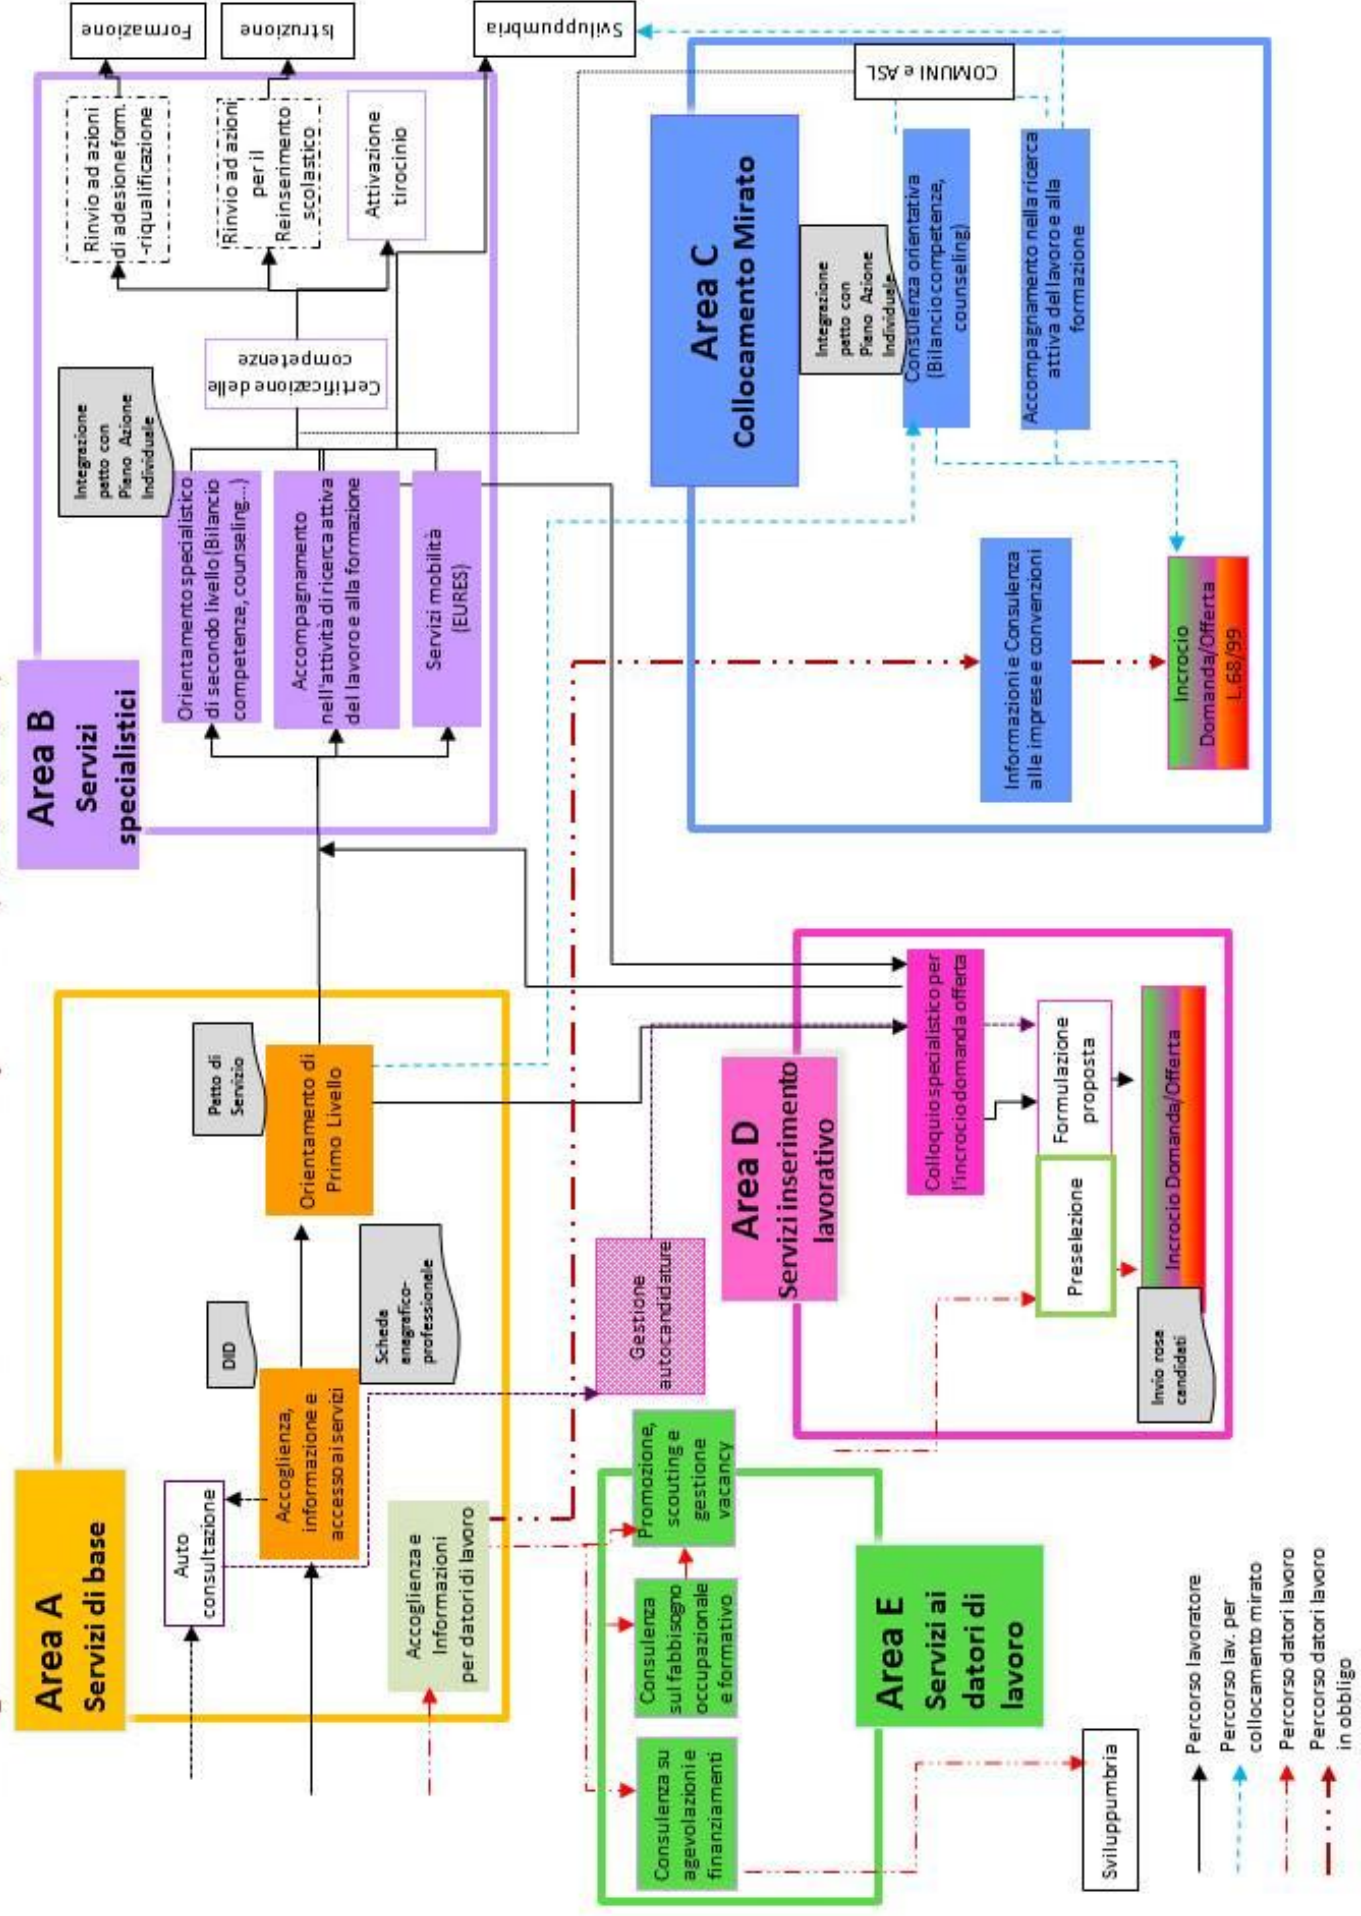 Area A
Servizi di base
Auto
consultazione
DID
Accoglienza,
informazione e
accesso ai servizi
Scheda
anagrafico-
professionale
Accoglienza e
Informazioni
per datori di lavoro
Patto di
Servizio
Orientamento di
Primo Livello
Area B
Servizi
specialistici
Integrazione
patto con
Piano Azione
Individuale
Orientamento specialistico
di secondo livello (Bilancio
competenze, counseling...)
Accompagnamento
nell'attività di ricerca attiva
del lavoro e alla formazione
Servizi mobilità
(EURES)
Certificazione delle
competenze
Rinvio ad azioni
di adesione form.
-riqualificazione
Rinvio ad azioni
per il
Reinserimento
scolastico
Attivazione
tirocinio
Formazione
Istruzione
Sviluppumbria
Area E
Servizi ai
datori di
lavoro
Consulenza su
agevolazioni e
finanziamenti
Consulenza
sul fabbisogno
occupazionale
e formativo
Promozione,
scouting e
gestione
vacancy
Sviluppumbria
Gestione
autocandidature
Area D
Servizi inserimento
lavorativo
Colloquio specialistico per
l'incrocio domanda offerta
Preselezione
Formulazione
proposta
Incrocio Domanda/Offerta
Invio rose
candidati
Area C
Collocamento Mirato
Integrazione
patto con
Piano Azione
Individuale
COMUNI e ASL
Consulenza orientativa
(Bilancio competenze,
counseling)
Accompagnamento nella ricerca
attiva del lavoro e alla
formazione
Informazioni e Consulenza
alle imprese e convenzioni
Incrocio
Domanda/Offerta
L.68/99
Percorso lavoratore
Percorso lav. per
collocamento mirato
Percorso datori lavoro
Percorso datori lavoro
in obbligo